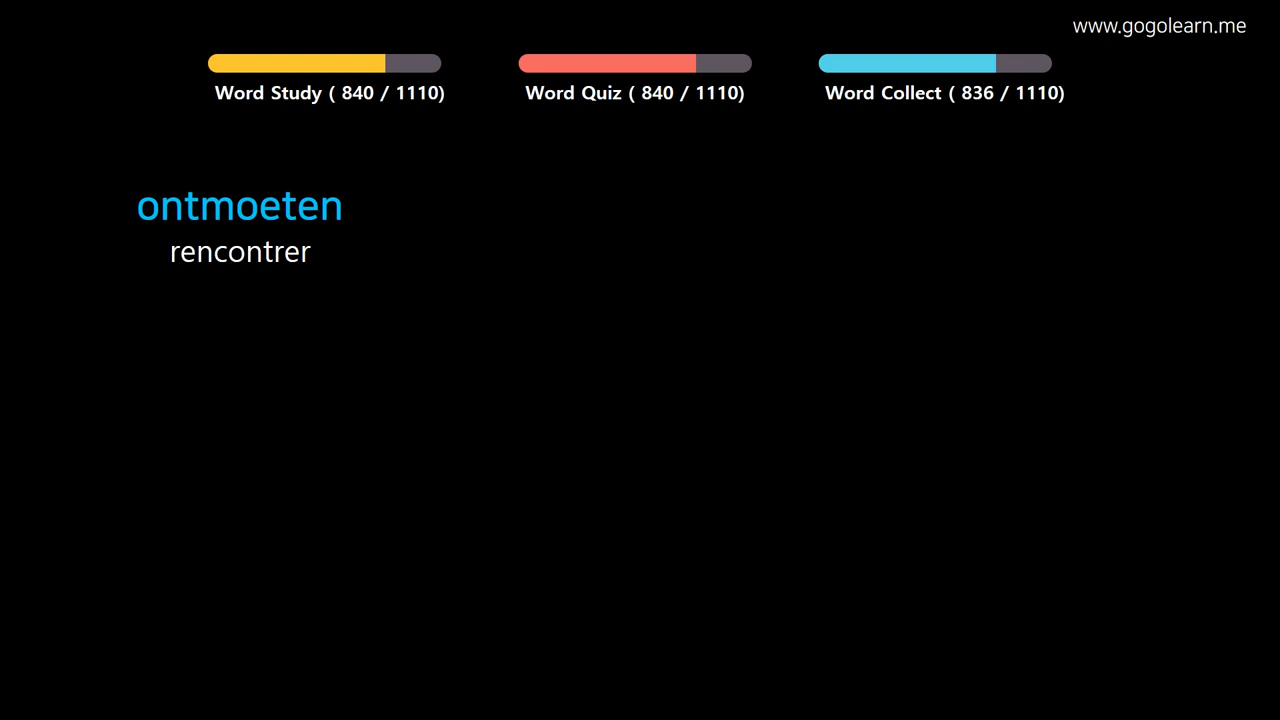 www.gogolearn.me
Word Study ( 840 / 1110)
Word Quiz ( 840 / 1110)
Word Collect ( 836 / 1110)
ontmoeten
rencontrer